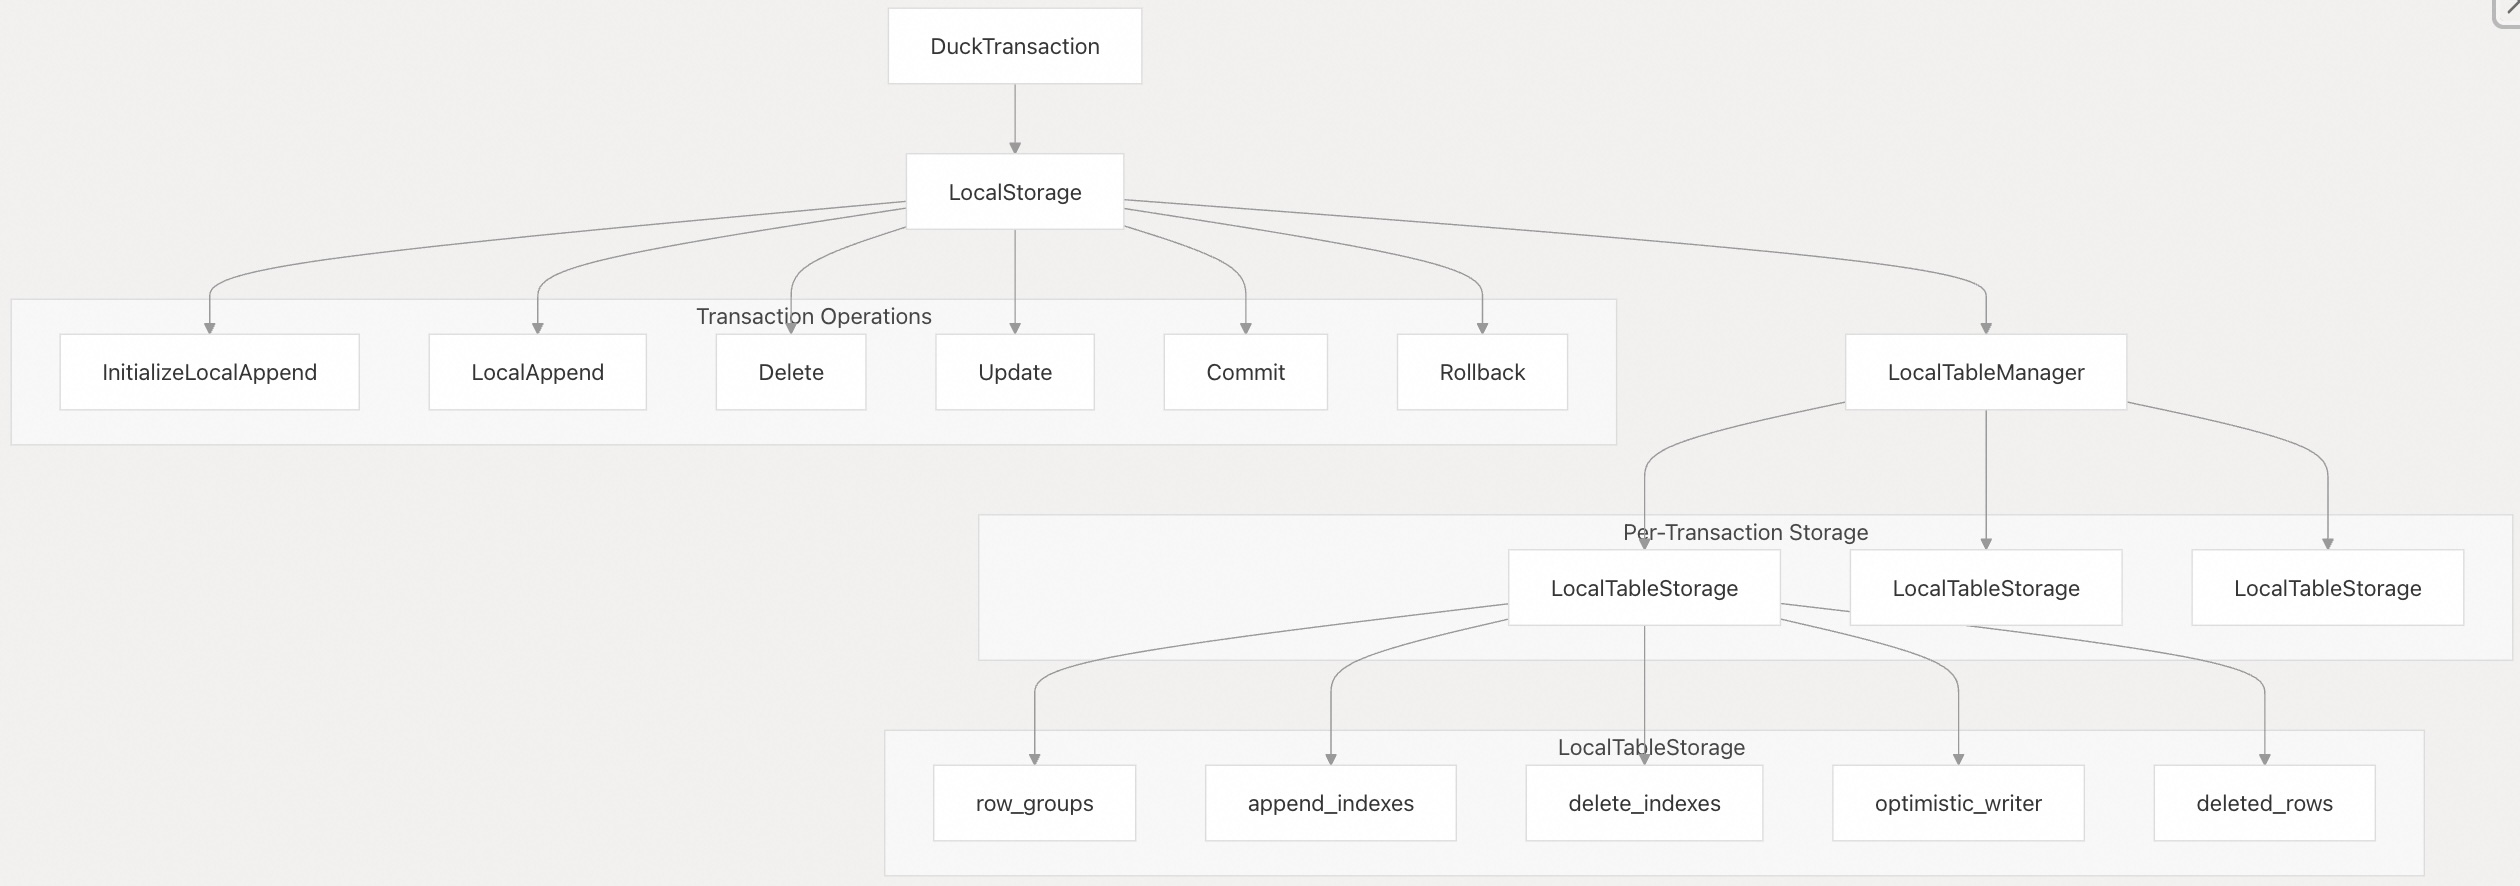 DuckTransaction
LocalStorage
Transaction Operations
InitializeLocalAppend
LocalAppend
Delete
Update
Commit
Rollback
LocalTableManager
Per-Transaction Storage
LocalTableStorage
LocalTableStorage
LocalTableStorage
LocalTableStorage
row_groups
append_indexes
delete_indexes
optimistic_writer
deleted_rows